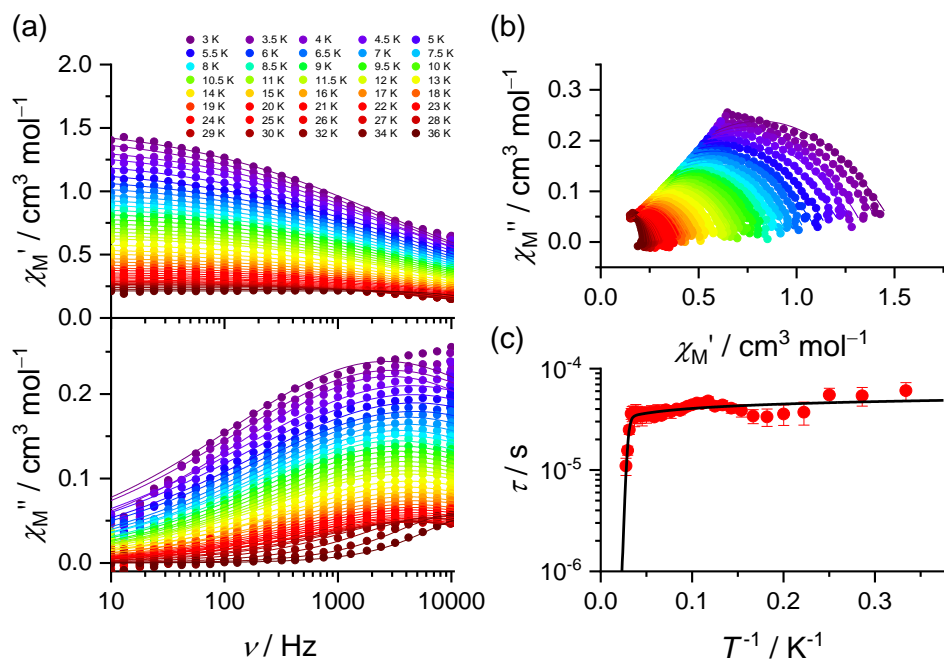 (a)
3 K 3.5 K 4 K 4.5 K 5 K
5.5 K 6 K 6.5 K 7 K 7.5 K
8 K 8.5 K 9 K 9.5 K 10 K
10.5 K 11 K 11.5 K 12 K 13 K
14 K 15 K 16 K 17 K 18 K
19 K 20 K 21 K 22 K 23 K
24 K 25 K 26 K 27 K 28 K
29 K 30 K 32 K 34 K 36 K
2.0
1.5
1.0
0.5
0.0
χM' / cm³ mol⁻¹
0.2
0.1
0.0
χM'' / cm³ mol⁻¹
10 100 1000 10000
ν / Hz
(b)
0.3
0.2
0.1
0.0
χM'' / cm³ mol⁻¹
0.0 0.5 1.0 1.5
χM' / cm³ mol⁻¹
(c)
10⁻⁴
10⁻⁵
10⁻⁶
τ / s
0.0 0.1 0.2 0.3
T⁻¹ / K⁻¹